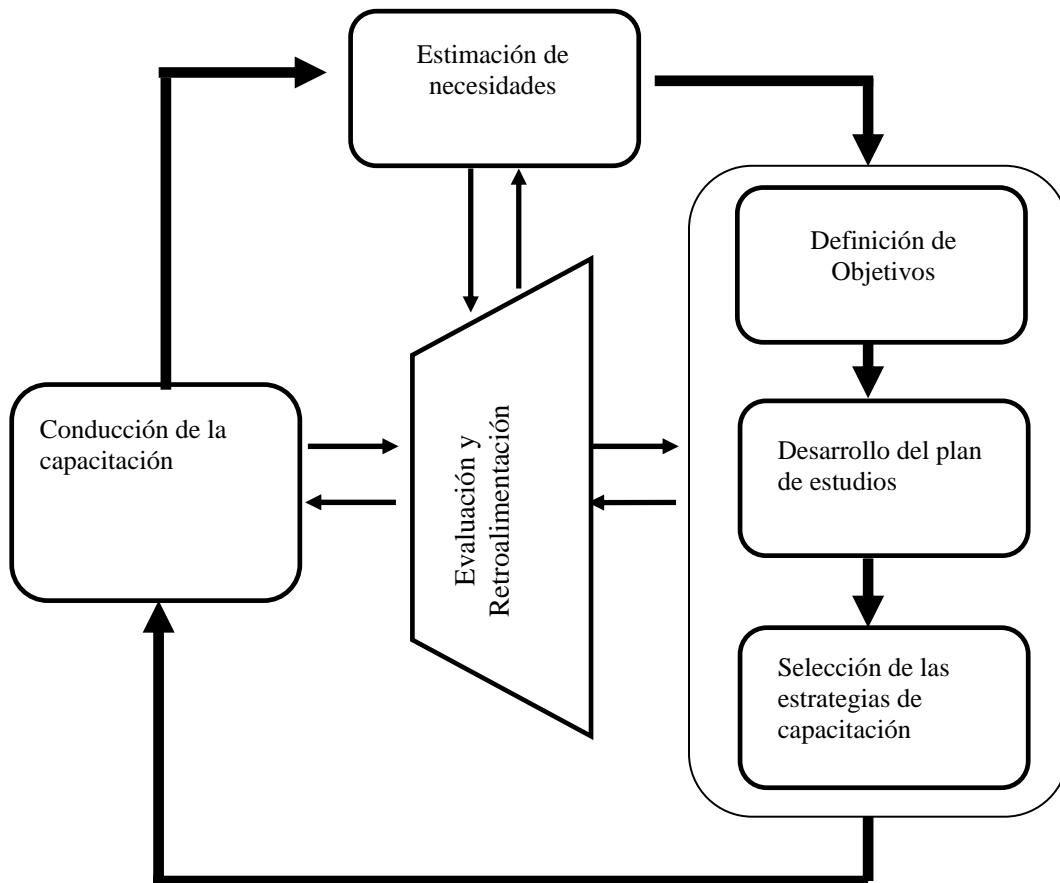 Estimación de
necesidades
Definición de
Objetivos
Desarrollo del plan
de estudios
Selección de las
estrategias de
capacitación
Conducción de la
capacitación
Evaluación y
Retroalimentación